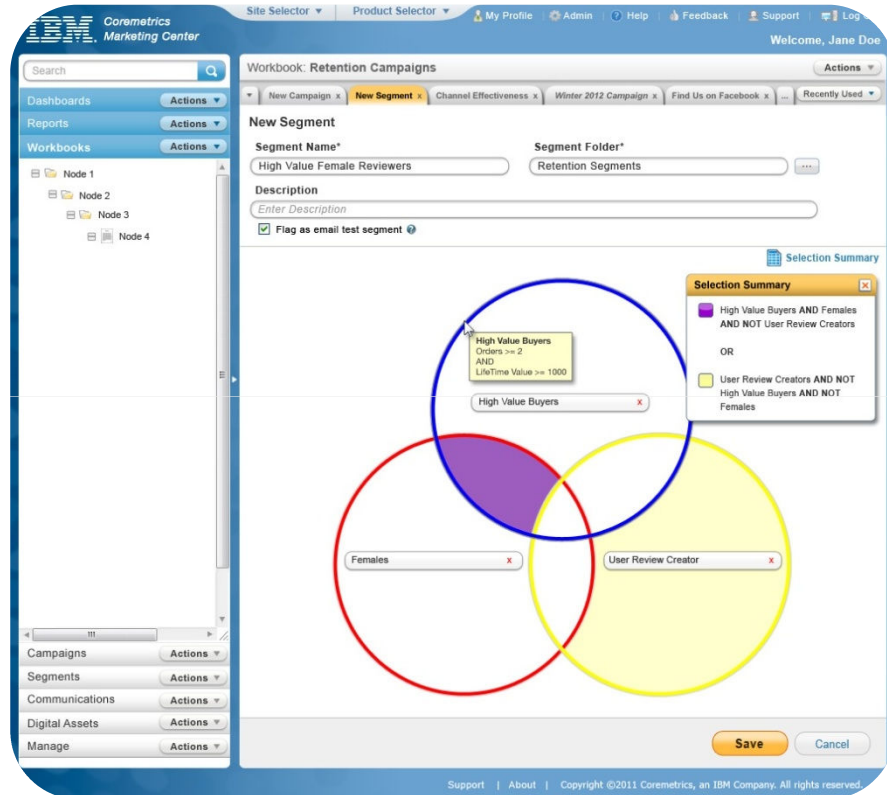 IBM. Coremetrics
Marketing Center
Site Selector
Product Selector
My Profile
Admin
Help
Feedback
Support
Log
Welcome, Jane Doe
Search
Dashboards Actions
Reports Actions
Workbooks Actions
Node 1
Node 2
Node 3
Node 4
Campaigns Actions
Segments Actions
Communications Actions
Digital Assets Actions
Manage Actions
Workbook: Retention Campaigns
Actions
New Campaign x
New Segment x
Channel Effectiveness x
Winter 2012 Campaign x
Find Us on Facebook x
...
Recently Used
New Segment
Segment Name*
Segment Folder*
High Value Female Reviewers
Retention Segments
...
Description
Enter Description
Flag as email test segment ?
Selection Summary
Selection Summary x
High Value Buyers AND Females
AND NOT User Review Creators
OR
User Review Creators AND NOT
High Value Buyers AND NOT
Females
High Value Buyers
Orders >= 2
AND
LifeTime Value >= 1000
High Value Buyers x
Females x
User Review Creator x
Save
Cancel
Support | About | Copyright ©2011 Coremetrics, an IBM Company. All rights reserved.